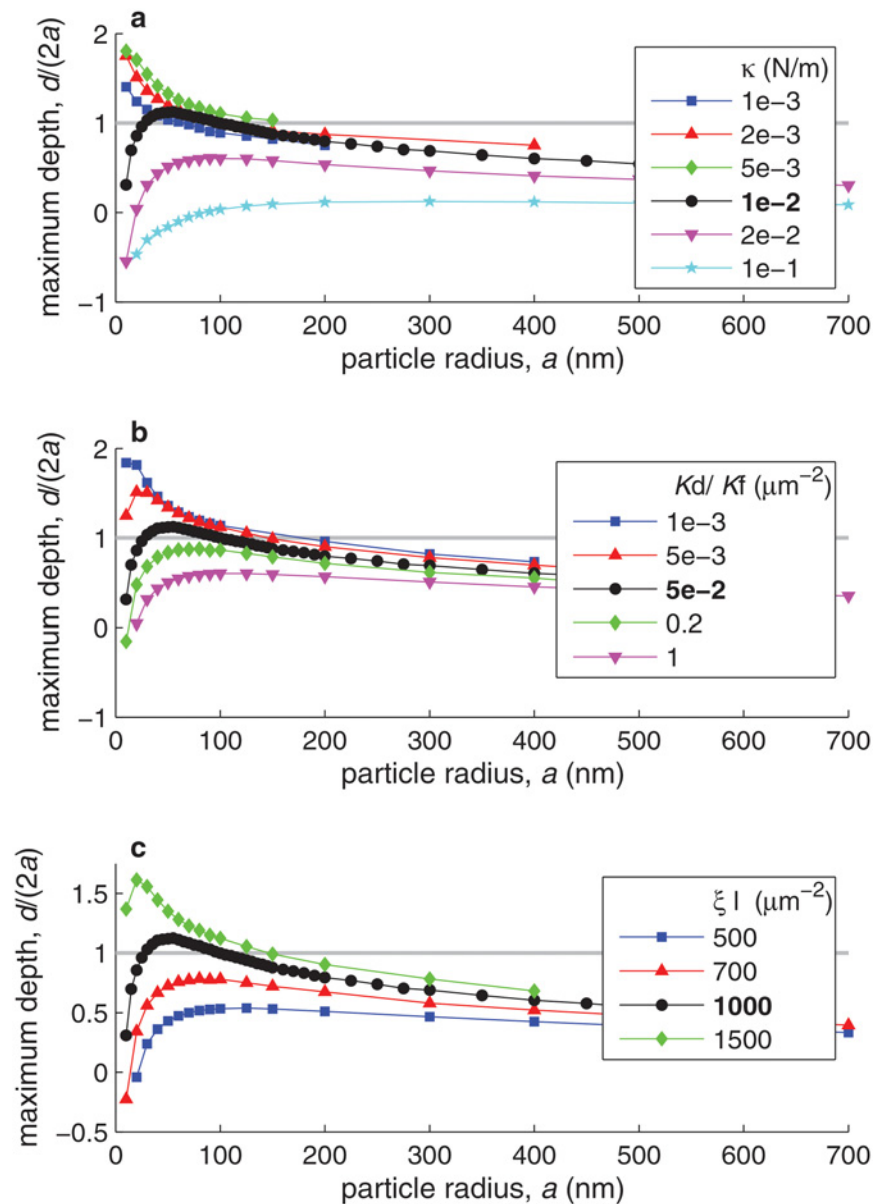 a
maximum depth, d/(2a)
2
1
0
−1
0 100 200 300 400 500 600 700
particle radius, a (nm)
κ (N/m)
1e−3
2e−3
5e−3
1e−2
2e−2
1e−1
b
maximum depth, d/(2a)
2
1
0
−1
0 100 200 300 400 500 600 700
particle radius, a (nm)
Kd/ Kf (μm⁻²)
1e−3
5e−3
5e−2
0.2
1
c
maximum depth, d/(2a)
1.5
1
0.5
0
−0.5
0 100 200 300 400 500 600 700
particle radius, a (nm)
ξ l (μm⁻²)
500
700
1000
1500